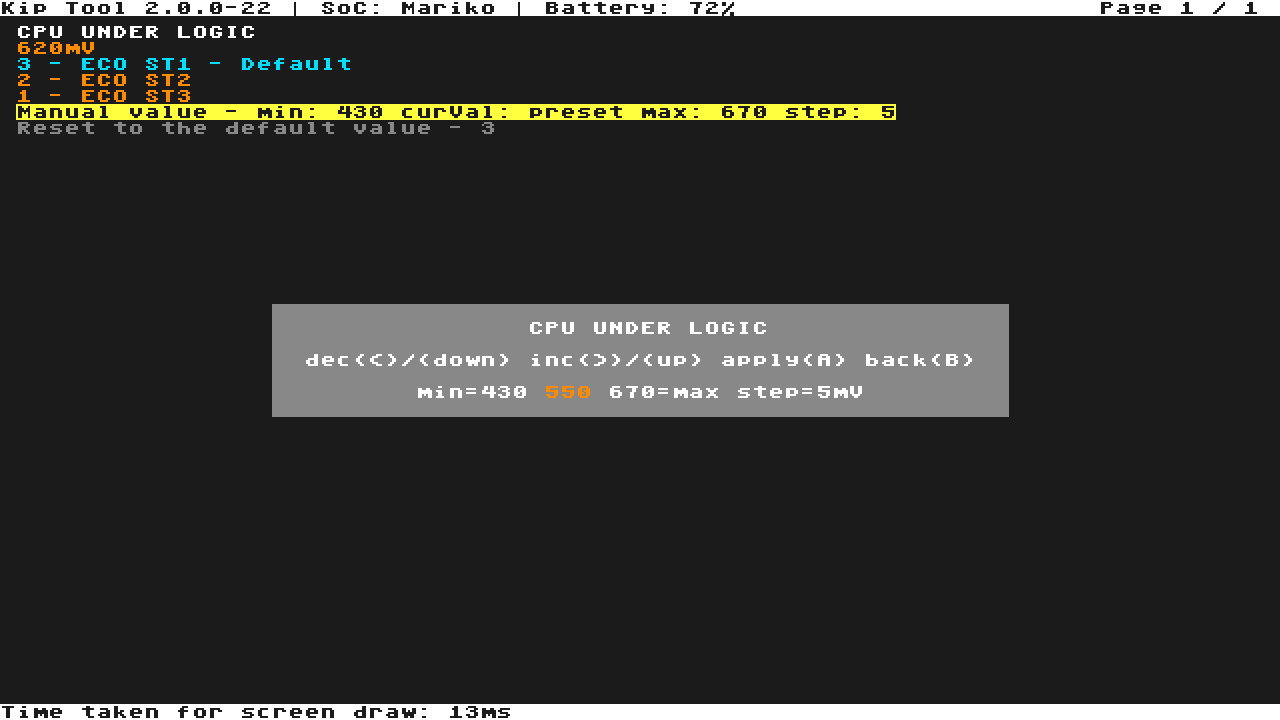 Kip Tool 2.0.0-22 | SoC: Mariko | Battery: 72% Page 1 / 1
CPU UNDER LOGIC
620mV
3 - ECO ST1 - Default
2 - ECO ST2
1 - ECO ST3
Manual value - min: 430 curVal: preset max: 670 step: 5
Reset to the default value - 3
CPU UNDER LOGIC
dec(<)/(down) inc(>)/(up) apply(A) back(B)
min=430 550 670=max step=5mV
Time taken for screen draw: 13ms